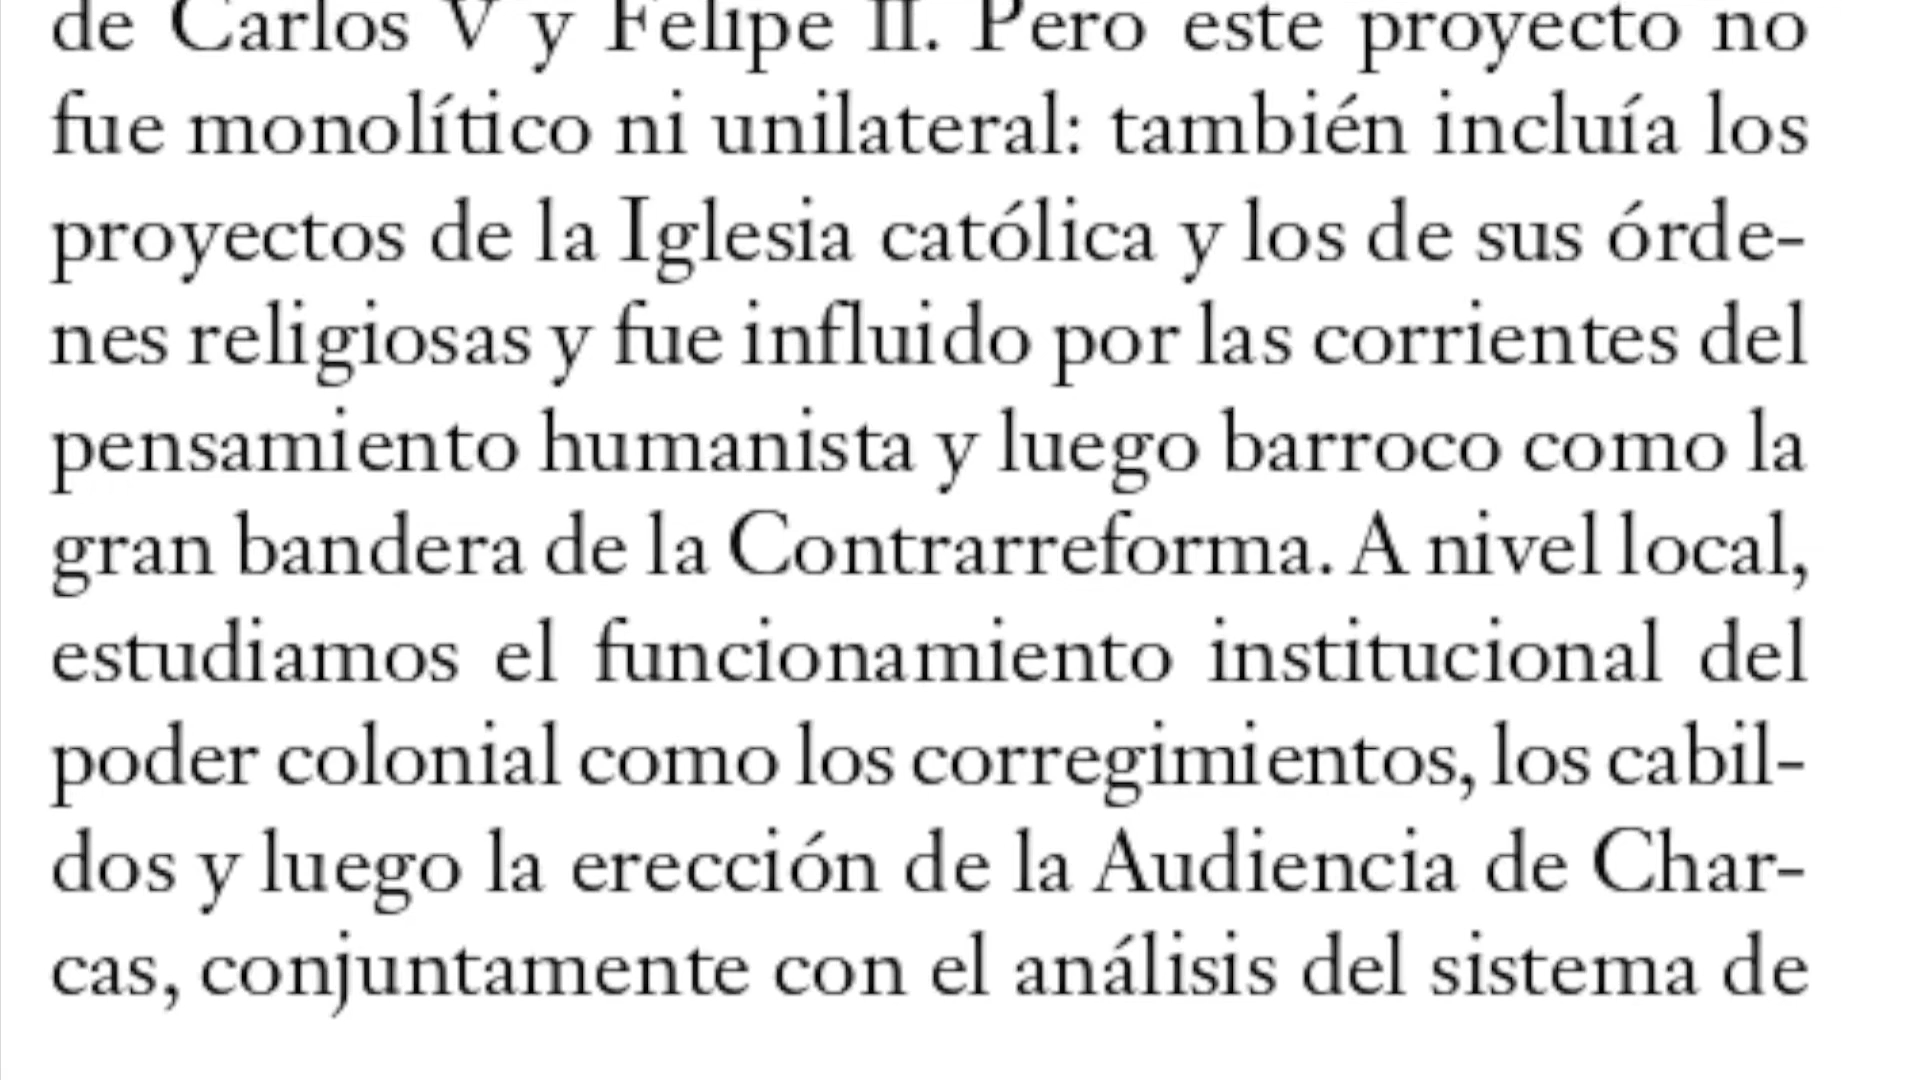 de Carlos V y Felipe II. Pero este proyecto no
fue monolítico ni unilateral: también incluía los
proyectos de la Iglesia católica y los de sus órde-
nes religiosas y fue influido por las corrientes del
pensamiento humanista y luego barroco como la
gran bandera de la Contrarreforma. A nivel local,
estudiamos el funcionamiento institucional del
poder colonial como los corregimientos, los cabil-
dos y luego la erección de la Audiencia de Char-
cas, conjuntamente con el análisis del sistema de